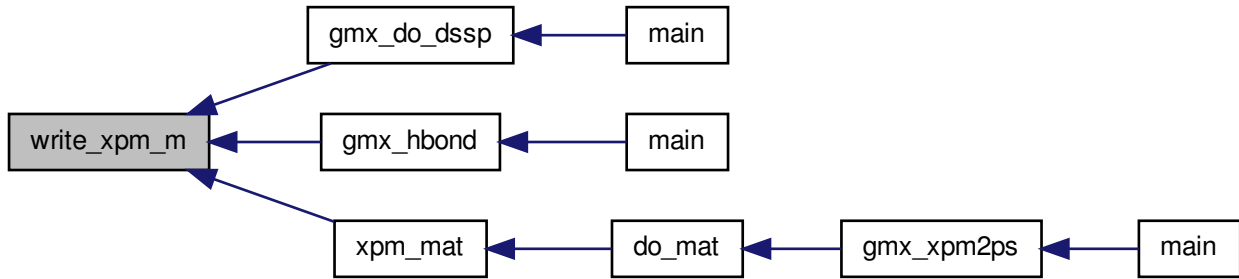 gmx_do_dssp
main
write_xpm_m
gmx_hbond
main
xpm_mat
do_mat
gmx_xpm2ps
main